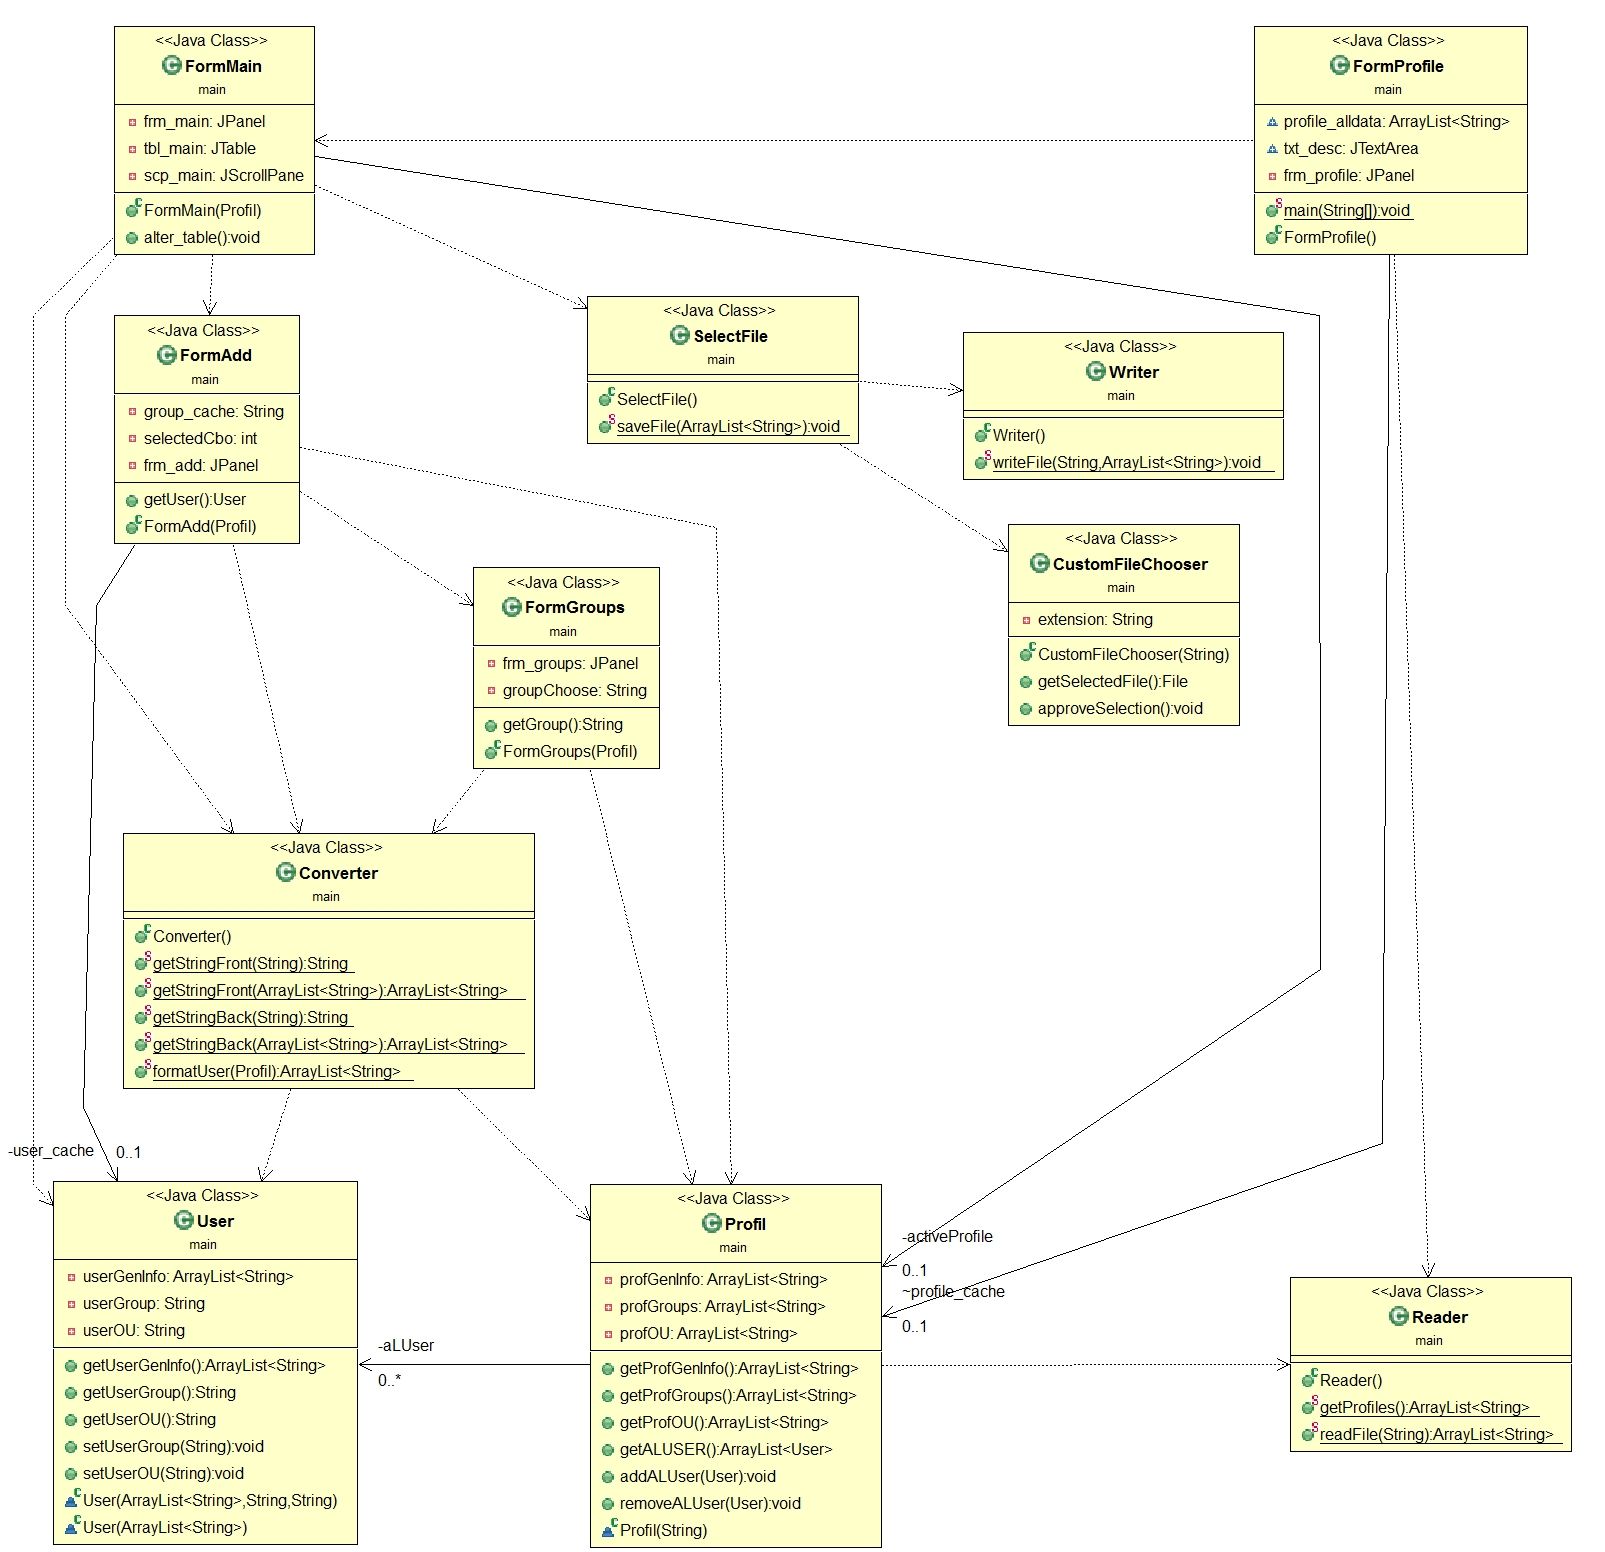 <<Java Class>>
FormMain
main
frm_main: JPanel
tbl_main: JTable
scp_main: JScrollPane
FormMain(Profil)
alter_table():void
<<Java Class>>
FormProfile
main
profile_alldata: ArrayList<String>
txt_desc: JTextArea
frm_profile: JPanel
main(String[]):void
FormProfile()
<<Java Class>>
SelectFile
main
SelectFile()
saveFile(ArrayList<String>):void
<<Java Class>>
FormAdd
main
group_cache: String
selectedCbo: int
frm_add: JPanel
getUser():User
FormAdd(Profil)
<<Java Class>>
Writer
main
Writer()
writeFile(String,ArrayList<String>):void
<<Java Class>>
CustomFileChooser
main
extension: String
CustomFileChooser(String)
getSelectedFile():File
approveSelection():void
<<Java Class>>
FormGroups
main
frm_groups: JPanel
groupChoose: String
getGroup():String
FormGroups(Profil)
<<Java Class>>
Converter
main
Converter()
getStringFront(String):String
getStringFront(ArrayList<String>):ArrayList<String>
getStringBack(String):String
getStringBack(ArrayList<String>):ArrayList<String>
formatUser(Profil):ArrayList<String>
-user_cache
0..1
<<Java Class>>
User
main
userGenInfo: ArrayList<String>
userGroup: String
userOU: String
getUserGenInfo():ArrayList<String>
getUserGroup():String
getUserOU():String
setUserGroup(String):void
setUserOU(String):void
User(ArrayList<String>,String,String)
User(ArrayList<String>)
-aLUser
0..*
<<Java Class>>
Profil
main
profGenInfo: ArrayList<String>
profGroups: ArrayList<String>
profOU: ArrayList<String>
getProfGenInfo():ArrayList<String>
getProfGroups():ArrayList<String>
getProfOU():ArrayList<String>
getALUSER():ArrayList<User>
addALUser(User):void
removeALUser(User):void
Profil(String)
-activeProfile
0..1
~profile_cache
0..1
<<Java Class>>
Reader
main
Reader()
getProfiles():ArrayList<String>
readFile(String):ArrayList<String>